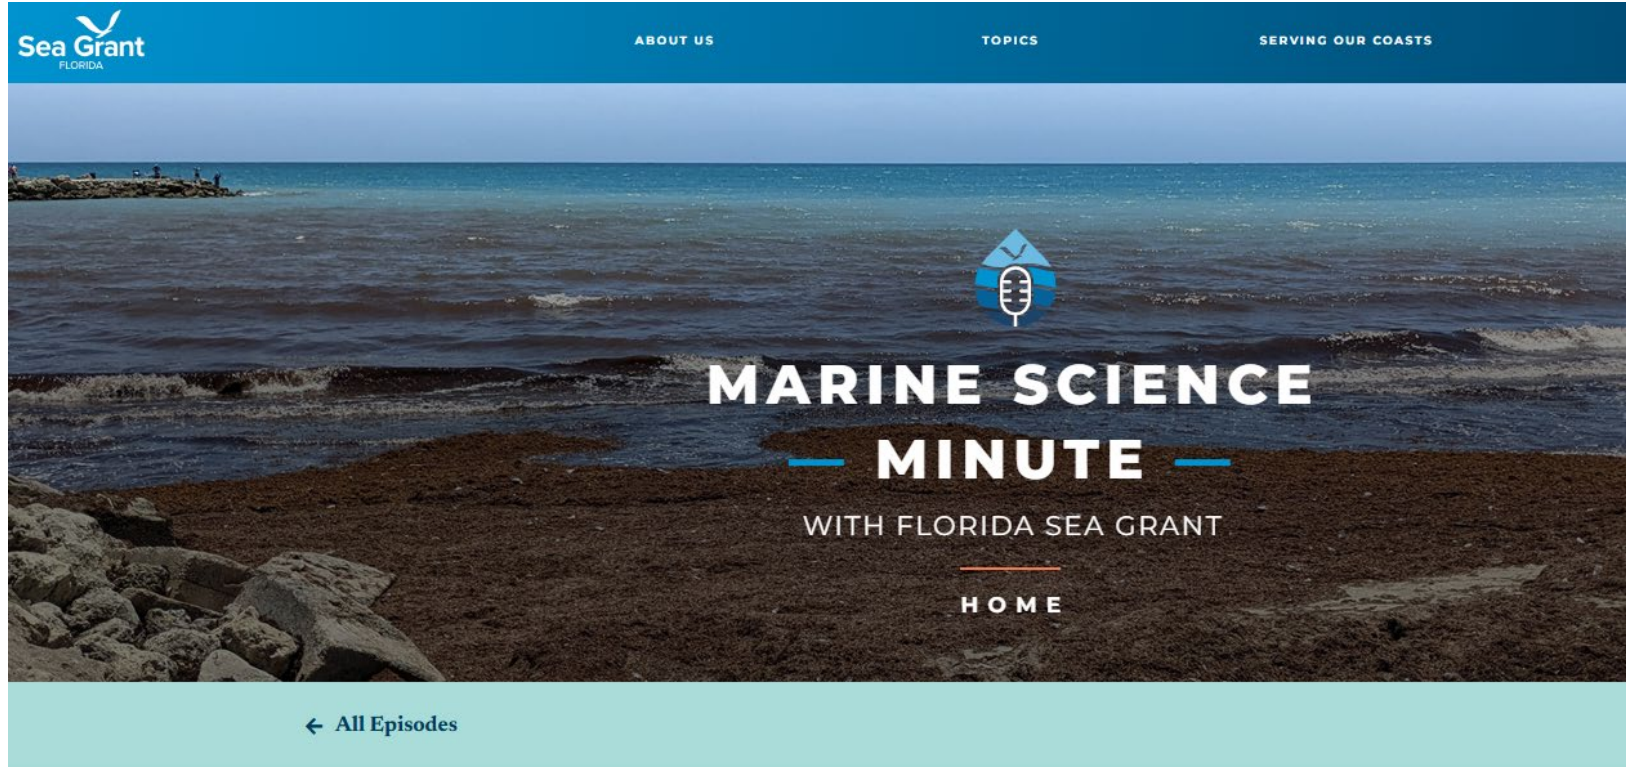 Sea Grant
FLORIDA
ABOUT US
TOPICS
SERVING OUR COASTS
MARINE SCIENCE
MINUTE
WITH FLORIDA SEA GRANT
HOME
← All Episodes